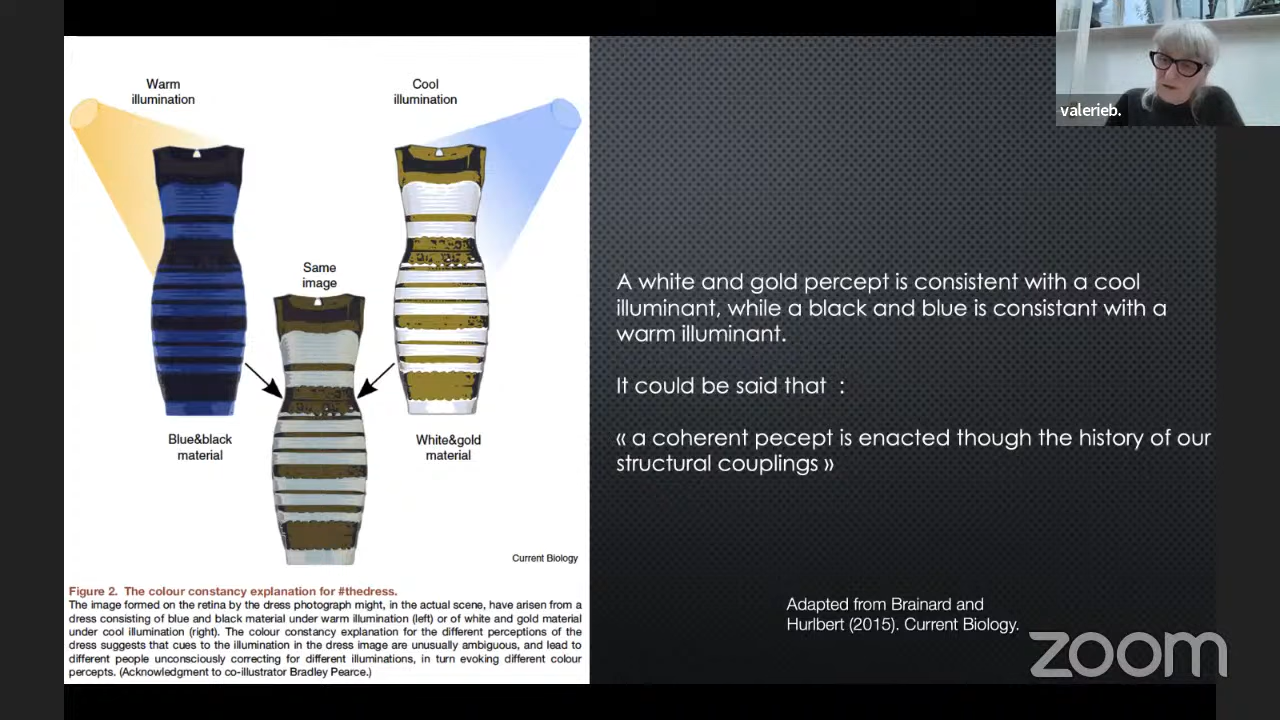 Warm
illumination
Cool
illumination
Same
image
Blue&black
material
White&gold
material
Current Biology
Figure 2. The colour constancy explanation for #thedress.
The image formed on the retina by the dress photograph might, in the actual scene, have arisen from a
dress consisting of blue and black material under warm illumination (left) or of white and gold material
under cool illumination (right). The colour constancy explanation for the different perceptions of the
dress suggests that cues to the illumination in the dress image are unusually ambiguous, and lead to
different people unconsciously correcting for different illuminations, in turn evoking different colour
percepts. (Acknowledgment to co-illustrator Bradley Pearce.)
valerieb.
A white and gold percept is consistent with a cool
illuminant, while a black and blue is consistant with a
warm illuminant.
It could be said that :
« a coherent pecept is enacted though the history of our
structural couplings »
Adapted from Brainard and
Hurlbert (2015). Current Biology.
zoom